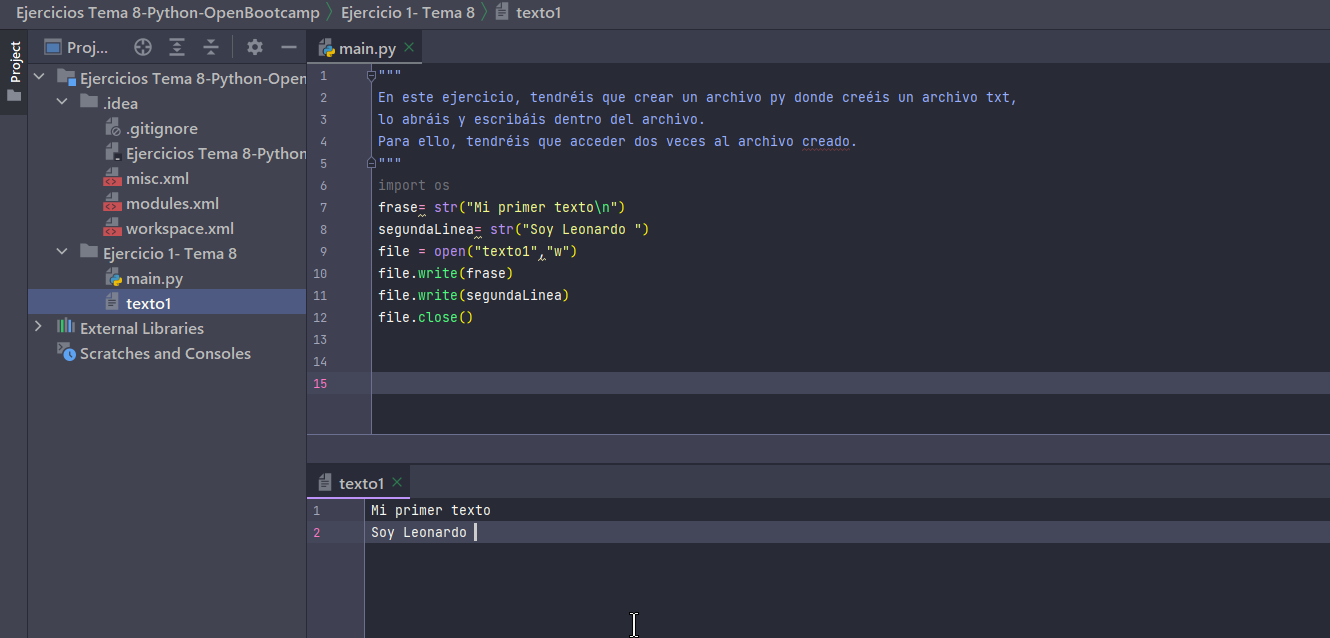 Ejercicios Tema 8-Python-OpenBootcamp 〉 Ejercicio 1- Tema 8 〉 texto1
Project
Proj...
Ejercicios Tema 8-Python-Open
.idea
.gitignore
Ejercicios Tema 8-Python
misc.xml
modules.xml
workspace.xml
Ejercicio 1- Tema 8
main.py
texto1
External Libraries
Scratches and Consoles
main.py
1 """
2 En este ejercicio, tendréis que crear un archivo py donde creéis un archivo txt,
3 lo abráis y escribáis dentro del archivo.
4 Para ello, tendréis que acceder dos veces al archivo creado.
5 """
6 import os
7 frase= str("Mi primer texto\n")
8 segundaLinea= str("Soy Leonardo ")
9 file = open("texto1","w")
10 file.write(frase)
11 file.write(segundaLinea)
12 file.close()
13
14
15
texto1
1 Mi primer texto
2 Soy Leonardo